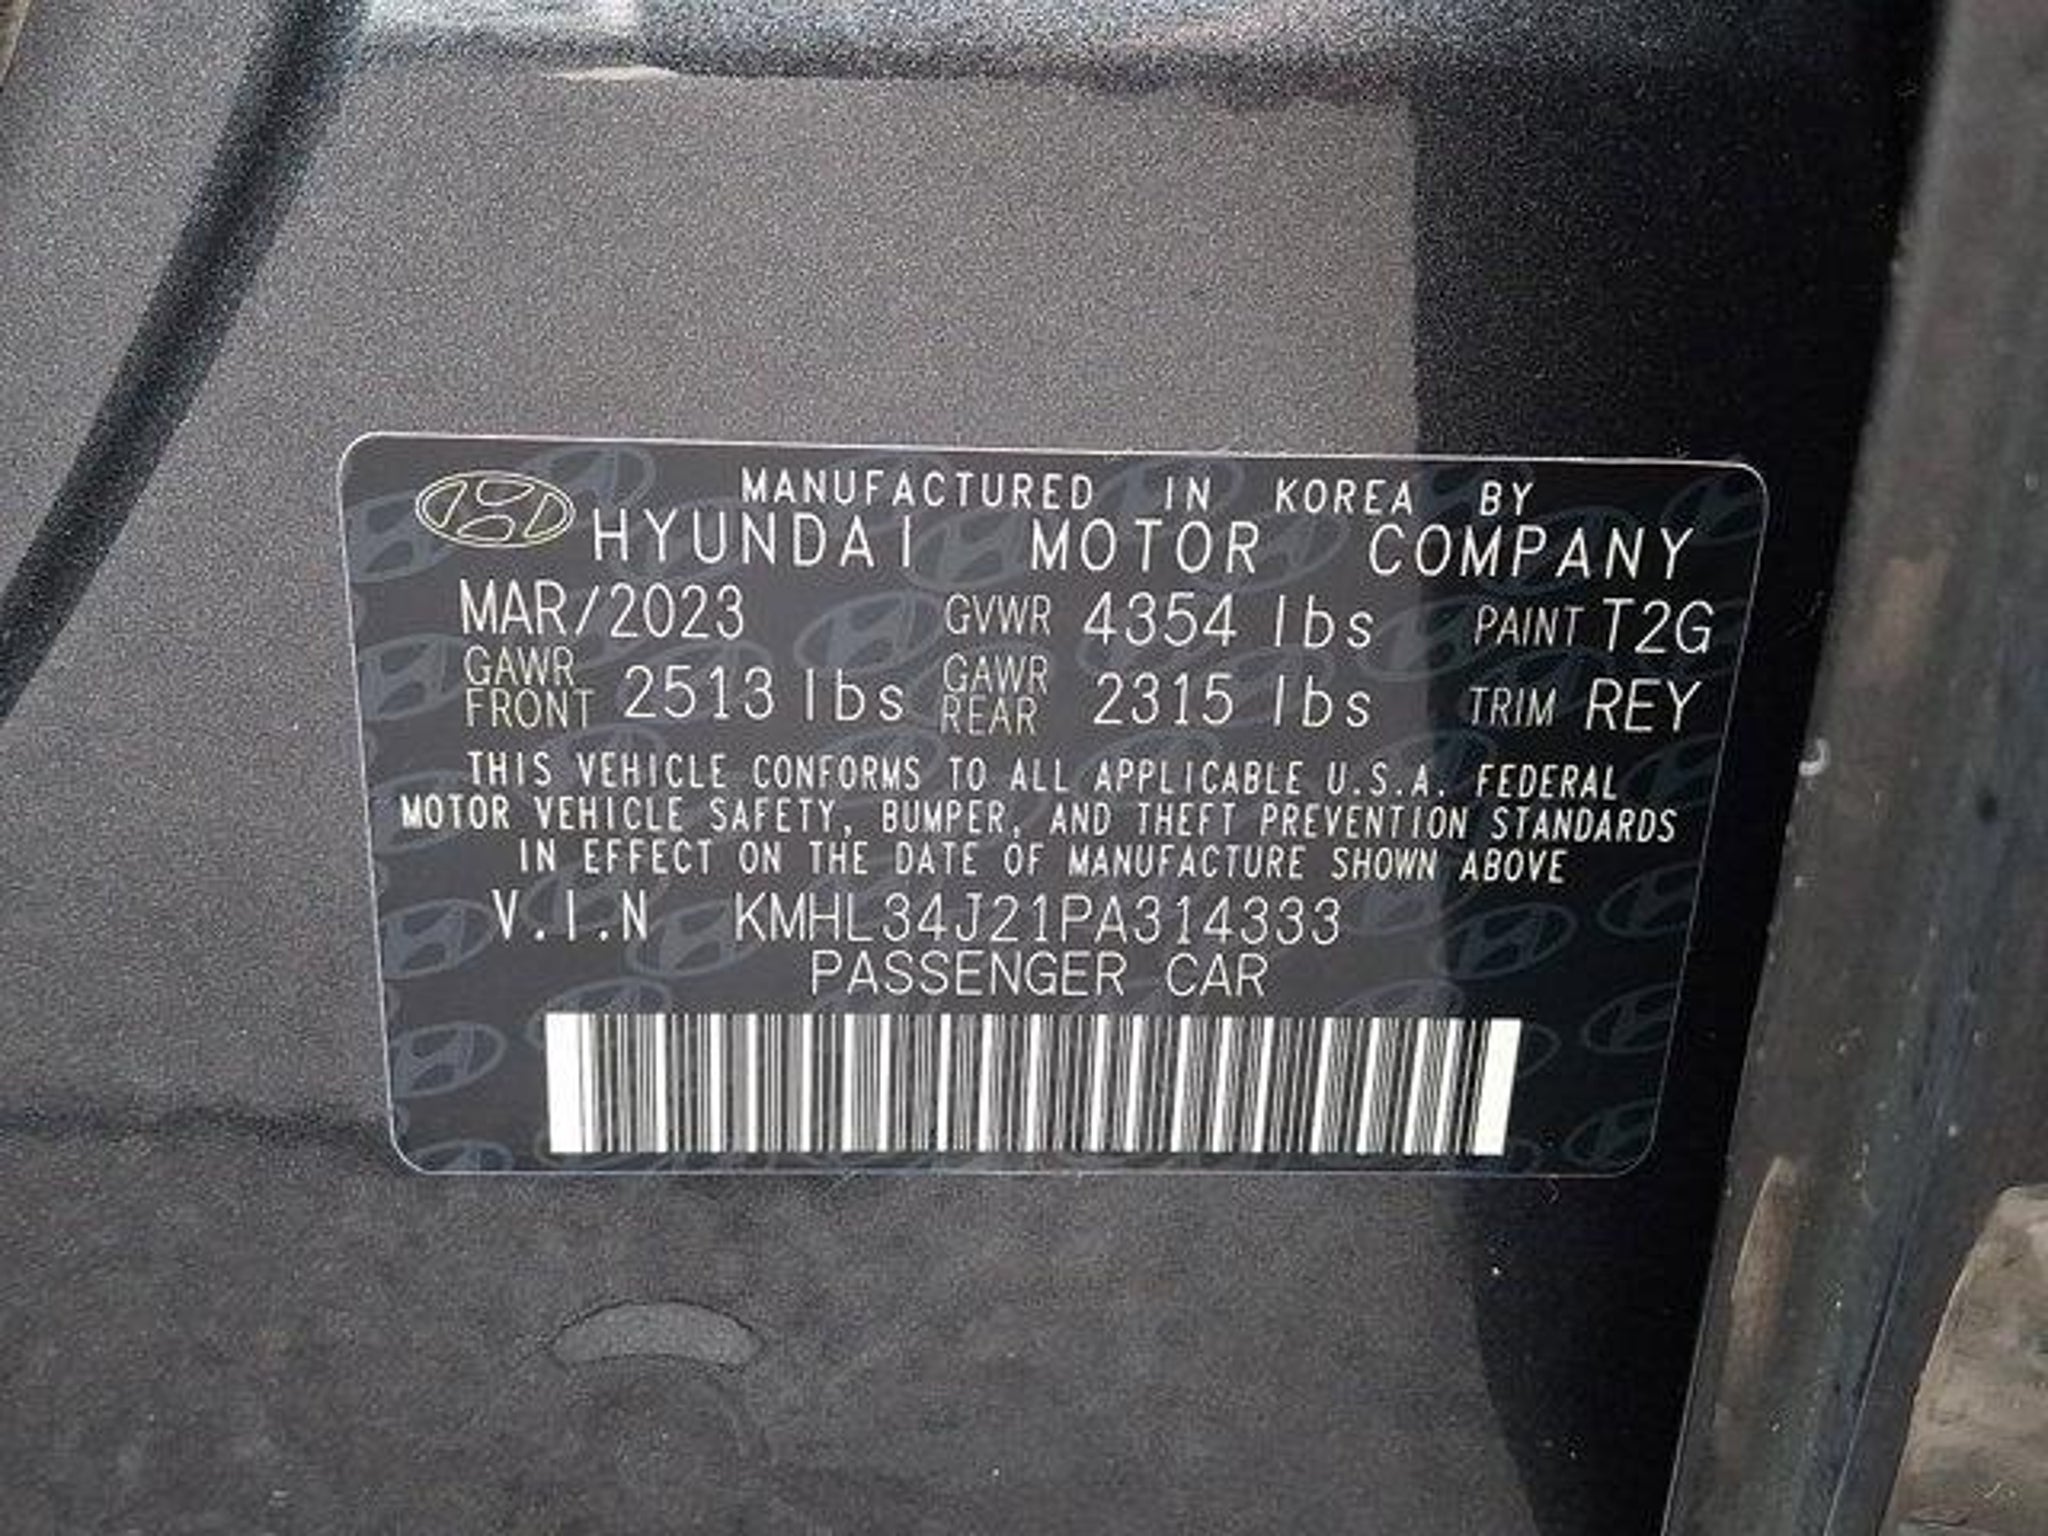 MANUFACTURED IN KOREA BY
HYUNDAI MOTOR COMPANY
MAR/2023 GVWR 4354 lbs PAINT T2G
GAWR FRONT 2513 lbs GAWR REAR 2315 lbs TRIM REY
THIS VEHICLE CONFORMS TO ALL APPLICABLE U.S.A. FEDERAL
MOTOR VEHICLE SAFETY, BUMPER, AND THEFT PREVENTION STANDARDS
IN EFFECT ON THE DATE OF MANUFACTURE SHOWN ABOVE
V.I.N KMHL34J21PA314333
PASSENGER CAR